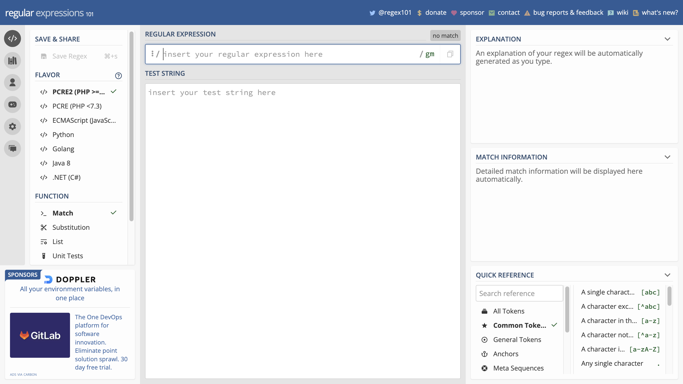 regular expressions 101
@regex101
donate
sponsor
contact
bug reports & feedback
wiki
what's new?
SAVE & SHARE
Save Regex
⌘+s
FLAVOR
PCRE2 (PHP >=...
PCRE (PHP <7.3)
ECMAScript (JavaSc...
Python
Golang
Java 8
.NET (C#)
FUNCTION
Match
Substitution
List
Unit Tests
SPONSORS
DOPPLER
All your environment variables, in
one place
GitLab
The One DevOps
platform for
software
innovation.
Eliminate point
solution sprawl. 30
day free trial.
ADS VIA CARBON
REGULAR EXPRESSION
no match
/ insert your regular expression here / gm
TEST STRING
insert your test string here
EXPLANATION
An explanation of your regex will be automatically
generated as you type.
MATCH INFORMATION
Detailed match information will be displayed here
automatically.
QUICK REFERENCE
Search reference
All Tokens
Common Toke...
General Tokens
Anchors
Meta Sequences
A single charact... [abc]
A character exc... [^abc]
A character in th... [a-z]
A character not... [^a-z]
A character i... [a-zA-Z]
Any single character .